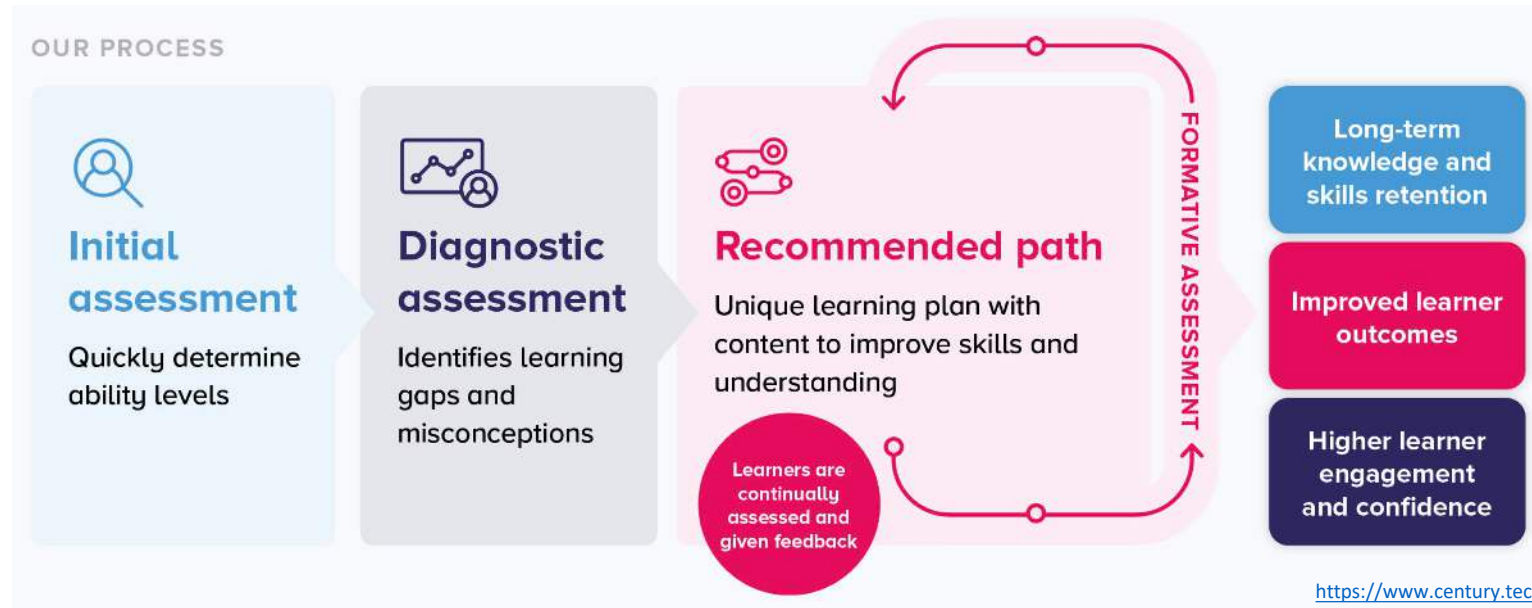 OUR PROCESS
Initial
assessment
Quickly determine
ability levels
Diagnostic
assessment
Identifies learning
gaps and
misconceptions
Recommended path
Unique learning plan with
content to improve skills and
understanding
Learners are
continually
assessed and
given feedback
FORMATIVE ASSESSMENT
Long-term
knowledge and
skills retention
Improved learner
outcomes
Higher learner
engagement
and confidence
https://www.century.tec